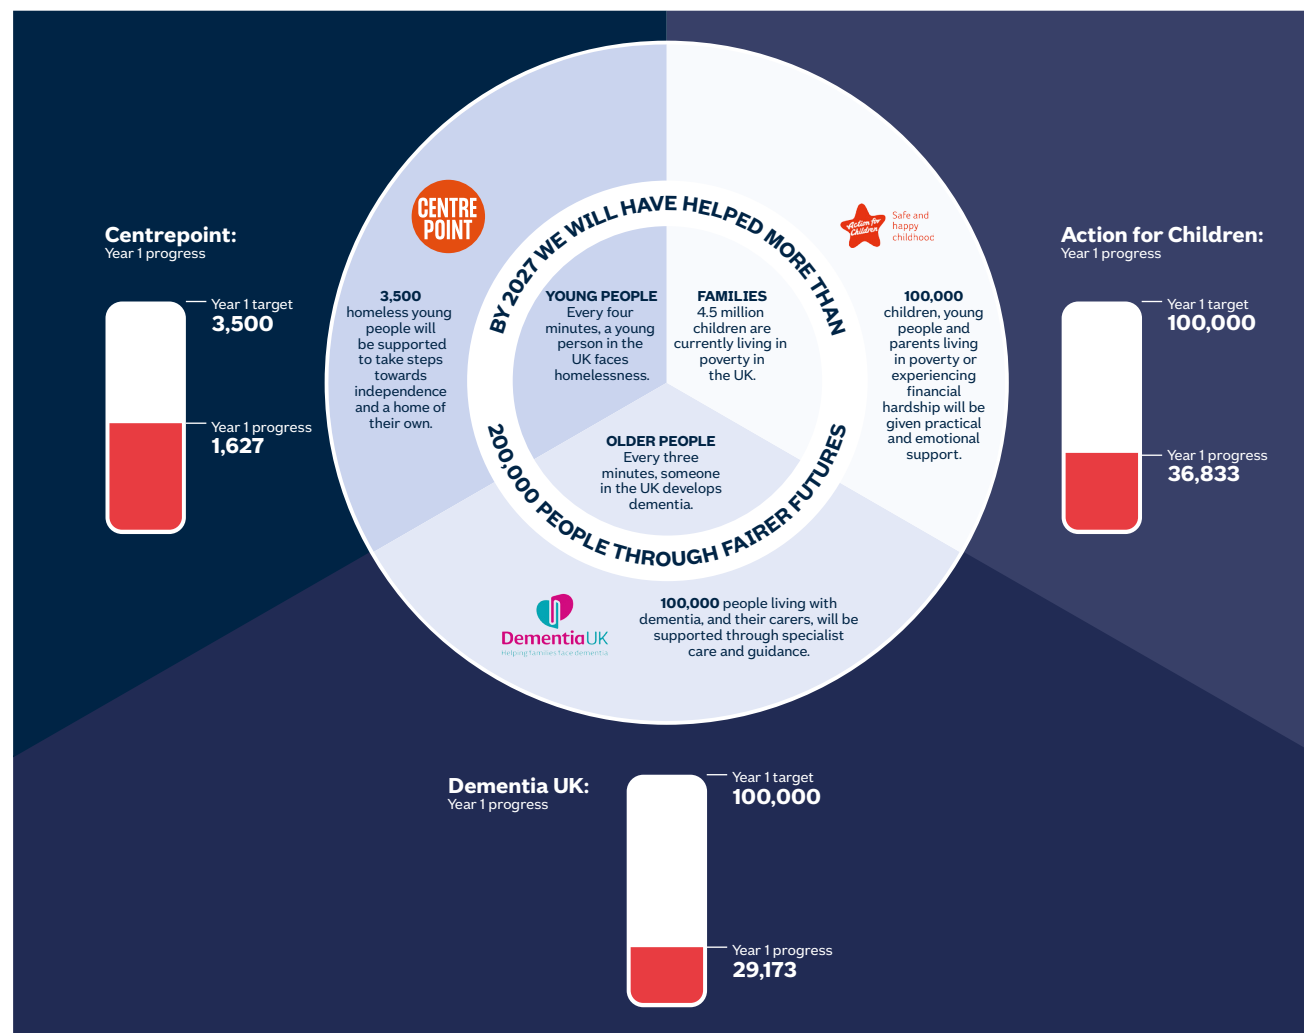 BY 2027 WE WILL HAVE HELPED MORE THAN
200,000 PEOPLE THROUGH FAIRER FUTURES
CENTRE
POINT
3,500
homeless young
people will
be supported
to take steps
towards
independence
and a home of
their own.
YOUNG PEOPLE
Every four
minutes, a young
person in the
UK faces
homelessness.
FAMILIES
4.5 million
children are
currently living in
poverty in
the UK.
Action for
Children
Safe and
happy
childhood
100,000
children, young
people and
parents living
in poverty or
experiencing
financial
hardship will be
given practical
and emotional
support.
OLDER PEOPLE
Every three
minutes, someone
in the UK develops
dementia.
DementiaUK
Helping families face dementia
100,000 people living with
dementia, and their carers, will be
supported through specialist
care and guidance.
Centrepoint:
Year 1 progress
Year 1 target
3,500
Year 1 progress
1,627
Action for Children:
Year 1 progress
Year 1 target
100,000
Year 1 progress
36,833
Dementia UK:
Year 1 progress
Year 1 target
100,000
Year 1 progress
29,173